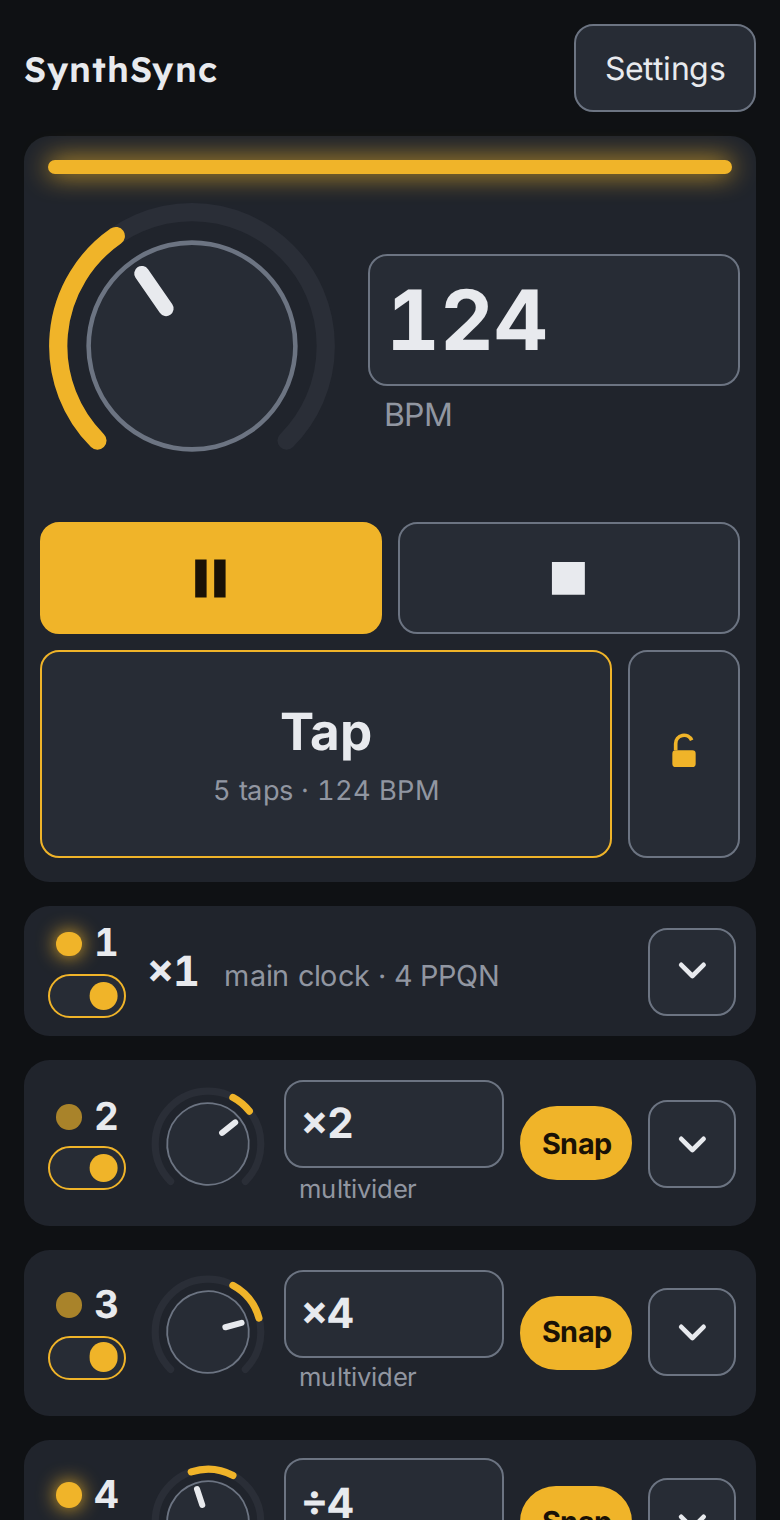 SynthSync
Settings
124
BPM
Tap
5 taps · 124 BPM
1
×1
main clock · 4 PPQN
2
×2
multivider
Snap
3
×4
multivider
Snap
4
÷4
Snap